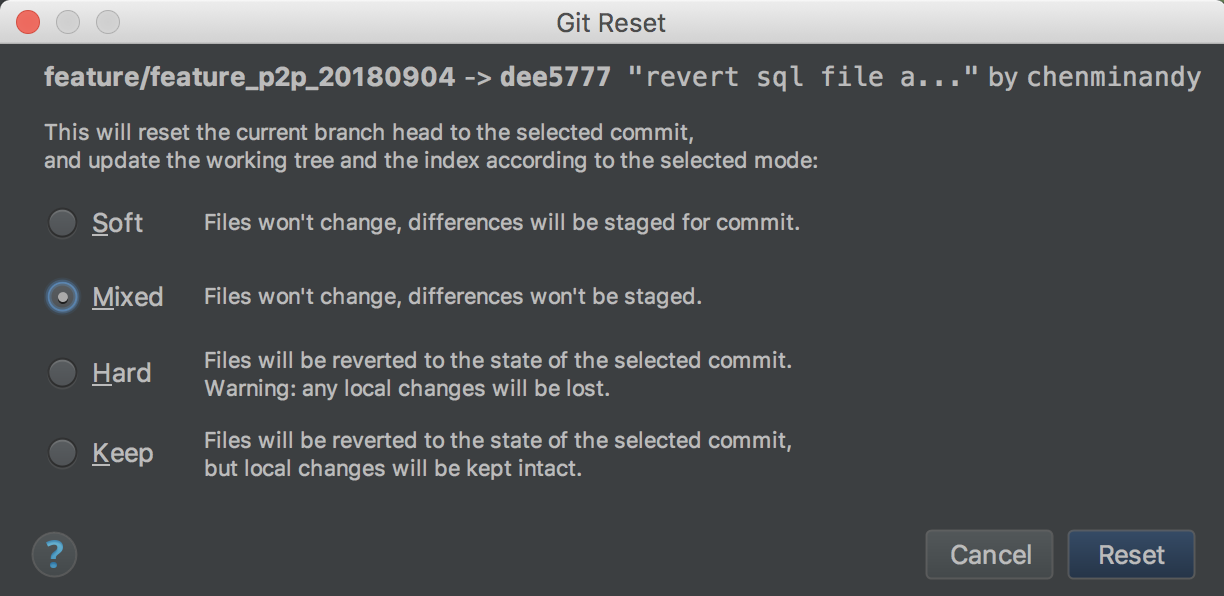 Git Reset
feature/feature_p2p_20180904 -> dee5777 "revert sql file a..." by chenminandy
This will reset the current branch head to the selected commit,
and update the working tree and the index according to the selected mode:
Soft Files won't change, differences will be staged for commit.
Mixed Files won't change, differences won't be staged.
Hard Files will be reverted to the state of the selected commit.
Warning: any local changes will be lost.
Keep Files will be reverted to the state of the selected commit,
but local changes will be kept intact.
? Cancel Reset